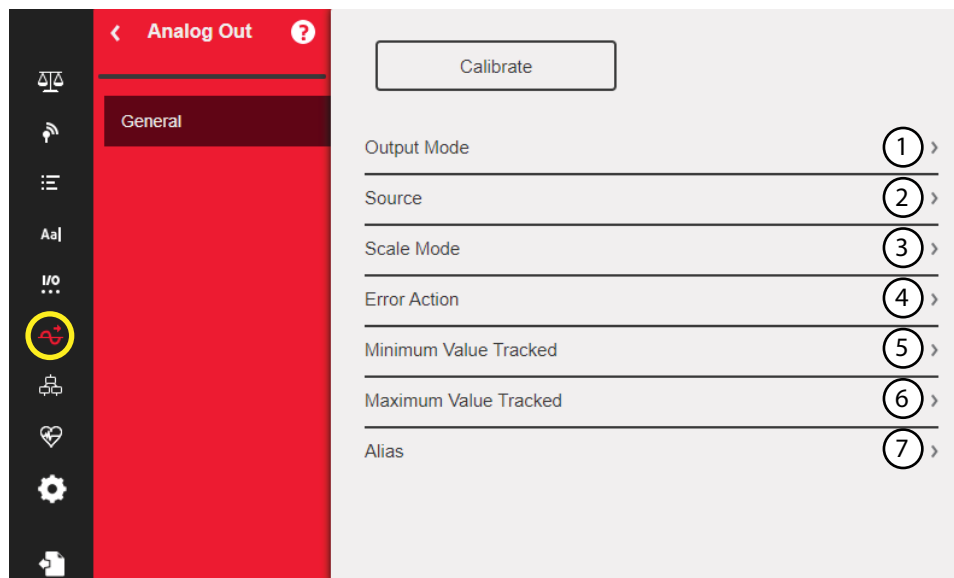 Analog Out ?
General
Calibrate
Output Mode 1
Source 2
Scale Mode 3
Error Action 4
Minimum Value Tracked 5
Maximum Value Tracked 6
Alias 7
Aa
I/O